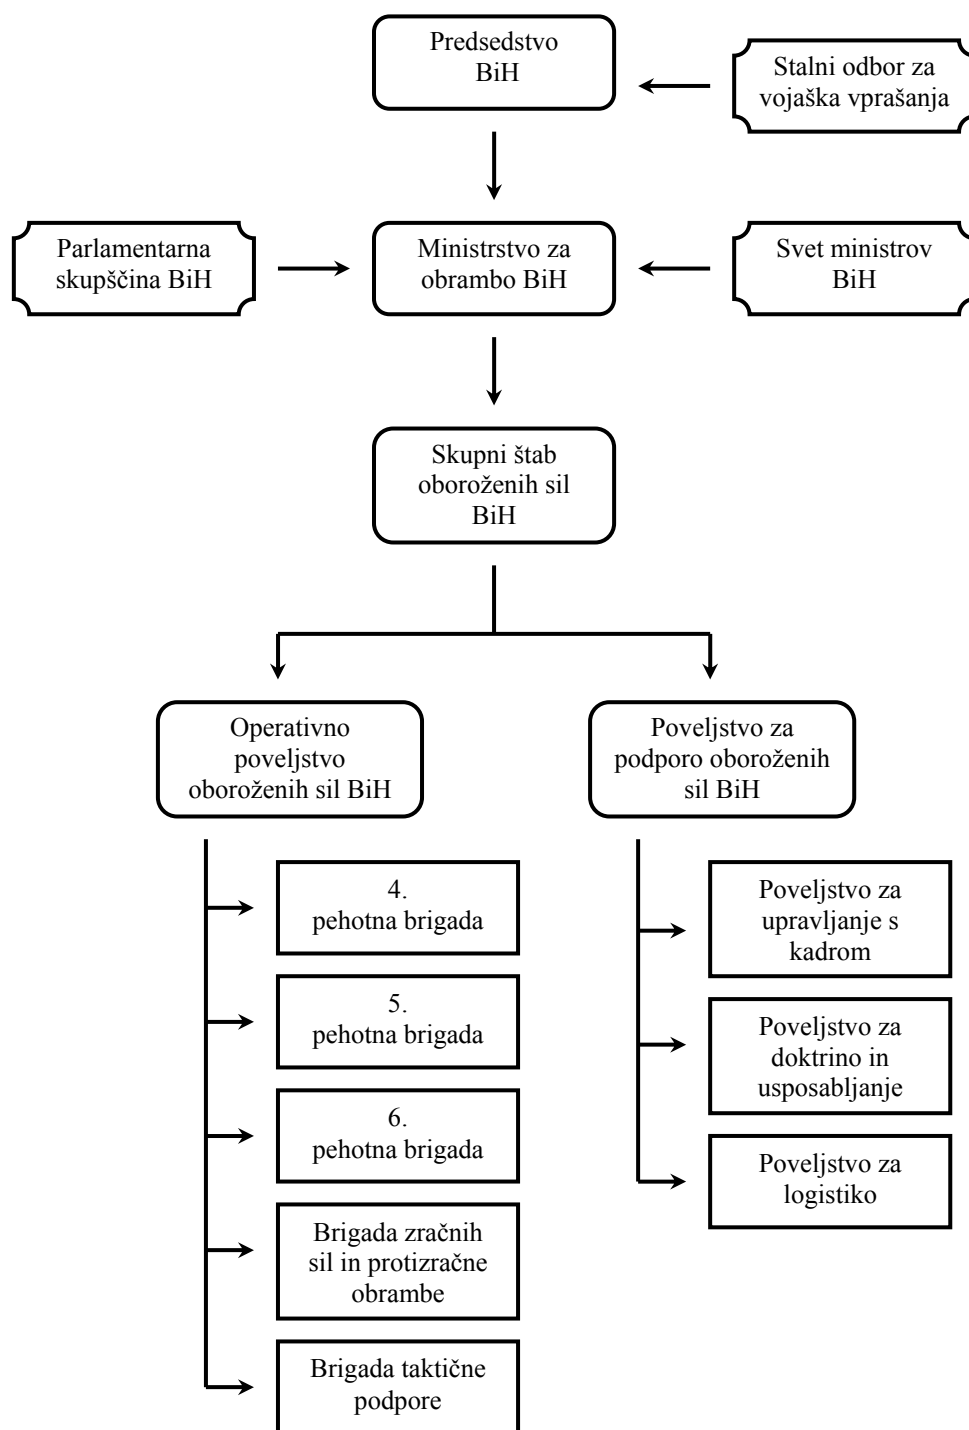 Predsedstvo
BiH
Stalni odbor za
vojaška vprašanja
Parlamentarna
skupščina BiH
Ministrstvo za
obrambo BiH
Svet ministrov
BiH
Skupni štab
oboroženih sil
BiH
Operativno
poveljstvo
oboroženih sil BiH
Poveljstvo za
podporo oboroženih
sil BiH
4.
pehotna brigada
5.
pehotna brigada
6.
pehotna brigada
Brigada zračnih
sil in protizračne
obrambe
Brigada taktične
podpore
Poveljstvo za
upravljanje s
kadrom
Poveljstvo za
doktrino in
usposabljanje
Poveljstvo za
logistiko